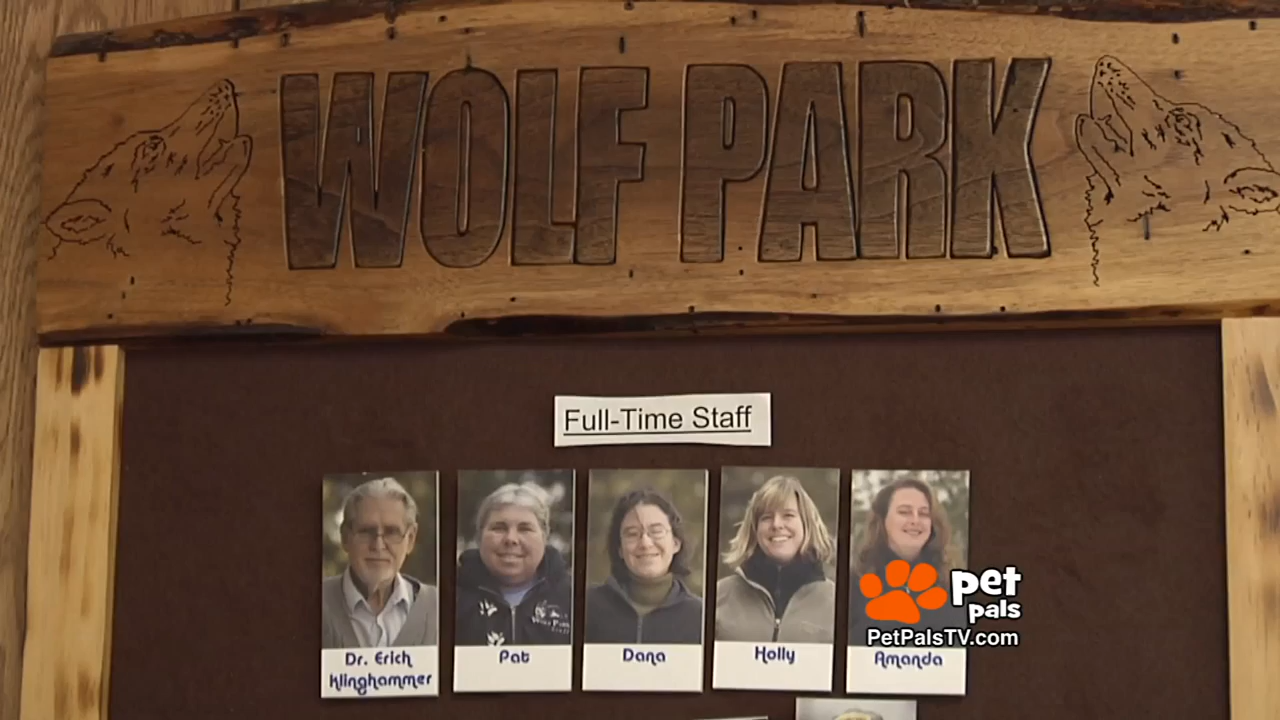 WOLF PARK
Full-Time Staff
Dr. Erich
Klinghammer
Pat
Dana
Holly
Amanda
pet
pals
PetPalsTV.com